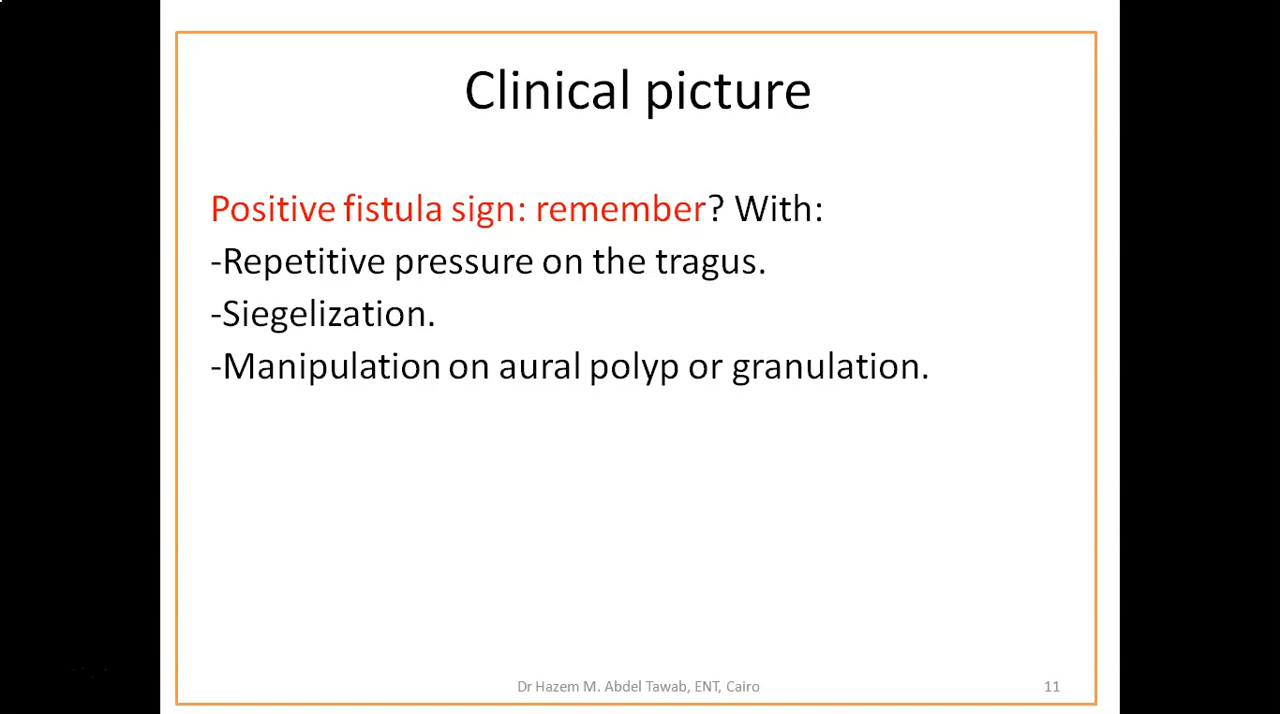 Clinical picture
Positive fistula sign: remember? With:
-Repetitive pressure on the tragus.
-Siegelization.
-Manipulation on aural polyp or granulation.
Dr Hazem M. Abdel Tawab, ENT, Cairo
11